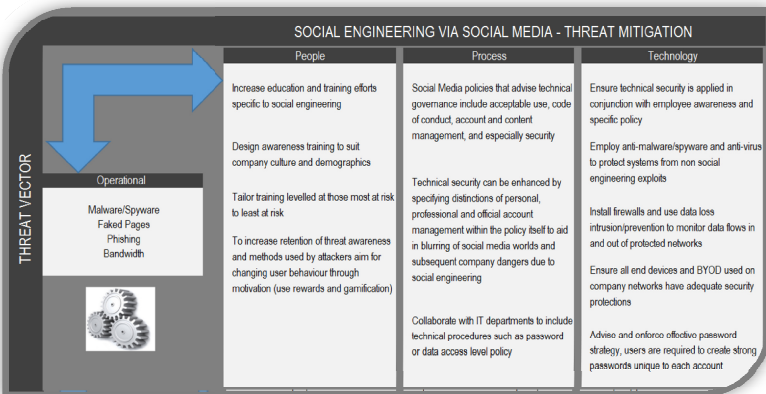 SOCIAL ENGINEERING VIA SOCIAL MEDIA - THREAT MITIGATION
THREAT VECTOR
Operational
Malware/Spyware
Faked Pages
Phishing
Bandwidth
People
Increase education and training efforts
specific to social engineering
Design awareness training to suit
company culture and demographics
Tailor training levelled at those most at risk
to least at risk
To increase retention of threat awareness
and methods used by attackers aim for
changing user behaviour through
motivation (use rewards and gamification)
Process
Social Media policies that advise technical
governance include acceptable use, code
of conduct, account and content
management, and especially security
Technical security can be enhanced by
specifying distinctions of personal,
professional and official account
management within the policy itself to aid
in blurring of social media worlds and
subsequent company dangers due to
social engineering
Collaborate with IT departments to include
technical procedures such as password
or data access level policy
Technology
Ensure technical security is applied in
conjunction with employee awareness and
specific policy
Employ anti-malware/spyware and anti-virus
to protect systems from non social
engineering exploits
Install firewalls and use data loss
intrusion/prevention to monitor data flows in
and out of protected networks
Ensure all end devices and BYOD used on
company networks have adequate security
protections
Advise and enforce effective password
strategy, users are required to create strong
passwords unique to each account